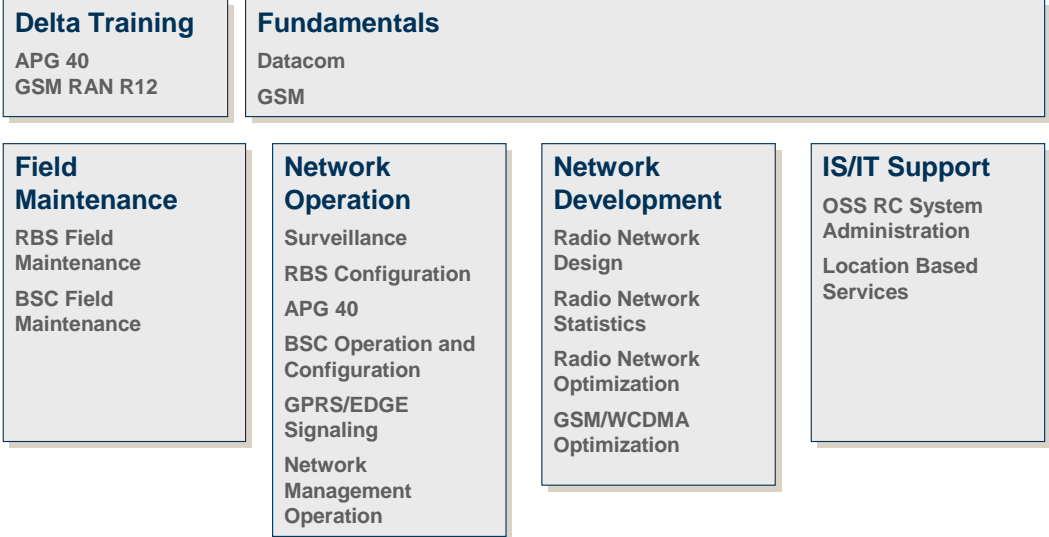 Delta Training
APG 40
GSM RAN R12
Fundamentals
Datacom
GSM
Field
Maintenance
RBS Field
Maintenance
BSC Field
Maintenance
Network
Operation
Surveillance
RBS Configuration
APG 40
BSC Operation and
Configuration
GPRS/EDGE
Signaling
Network
Management
Operation
Network
Development
Radio Network
Design
Radio Network
Statistics
Radio Network
Optimization
GSM/WCDMA
Optimization
IS/IT Support
OSS RC System
Administration
Location Based
Services